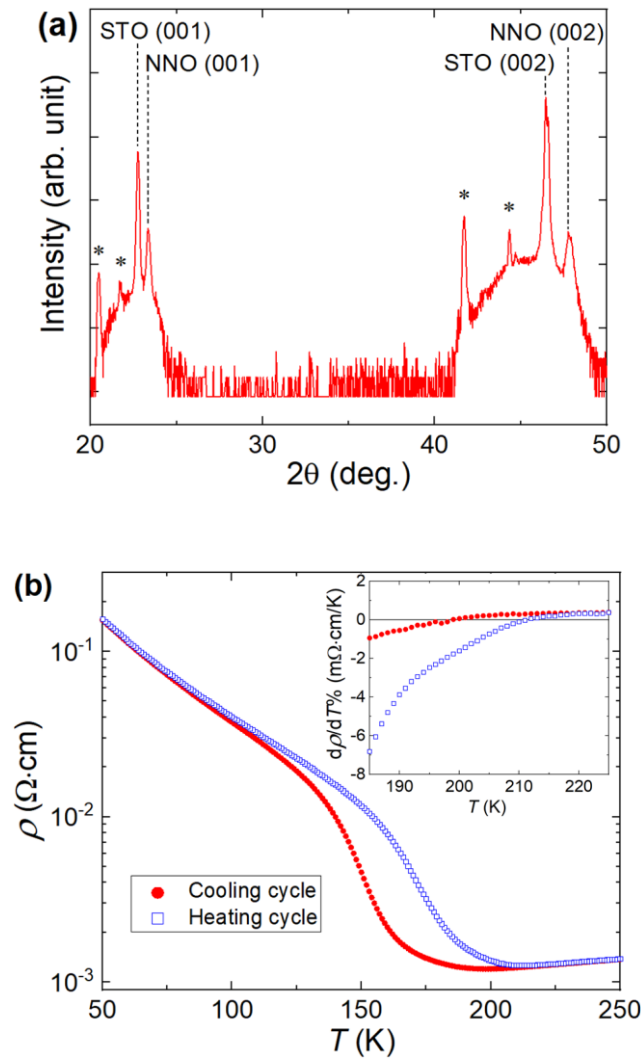 (a)
STO (001)
NNO (001)
NNO (002)
STO (002)
*
*
*
*
Intensity (arb. unit)
20
30
40
50
2θ (deg.)
(b)
10⁻¹
10⁻²
10⁻³
ρ (Ω·cm)
2
0
-2
-4
-6
-8
dρ/dT% (mΩ·cm/K)
190
200
210
220
T (K)
Cooling cycle
Heating cycle
50
100
150
200
250
T (K)